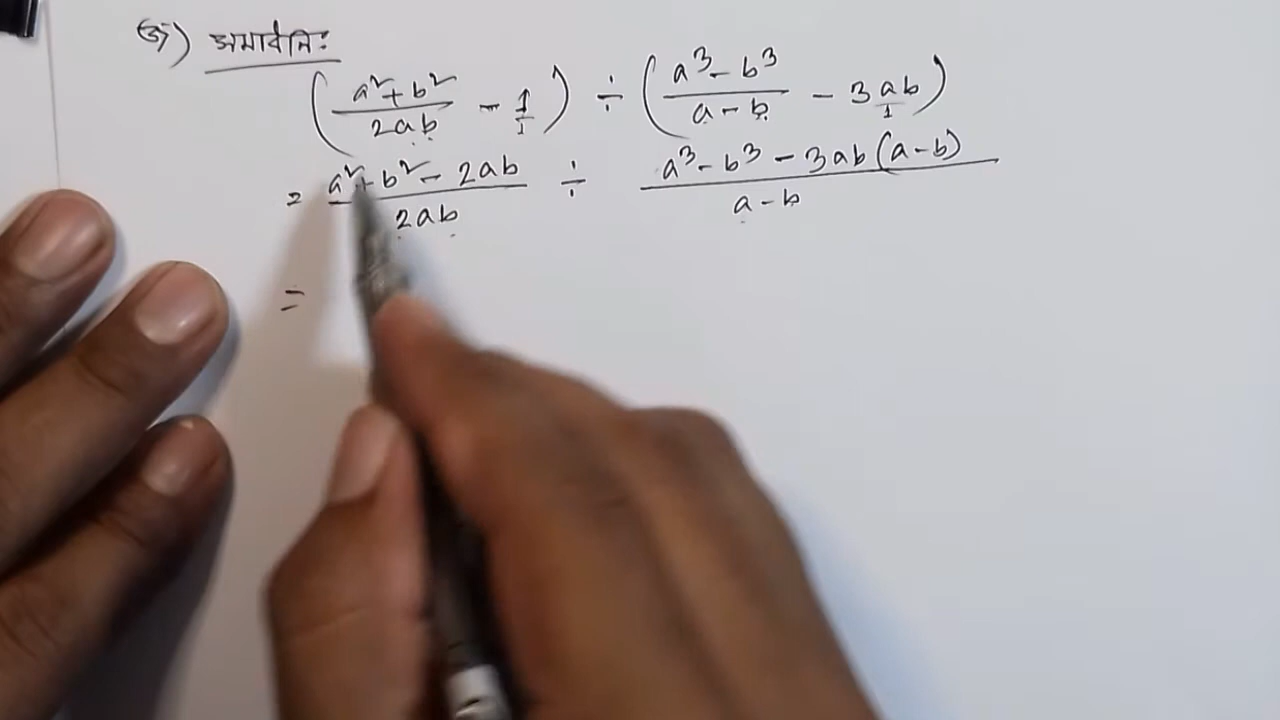 জ) সমাধানঃ
(a²+b²/2ab - 1/1) ÷ (a³-b³/a-b - 3ab/1)
= a²+b²-2ab/2ab ÷ a³-b³-3ab(a-b)/a-b
=